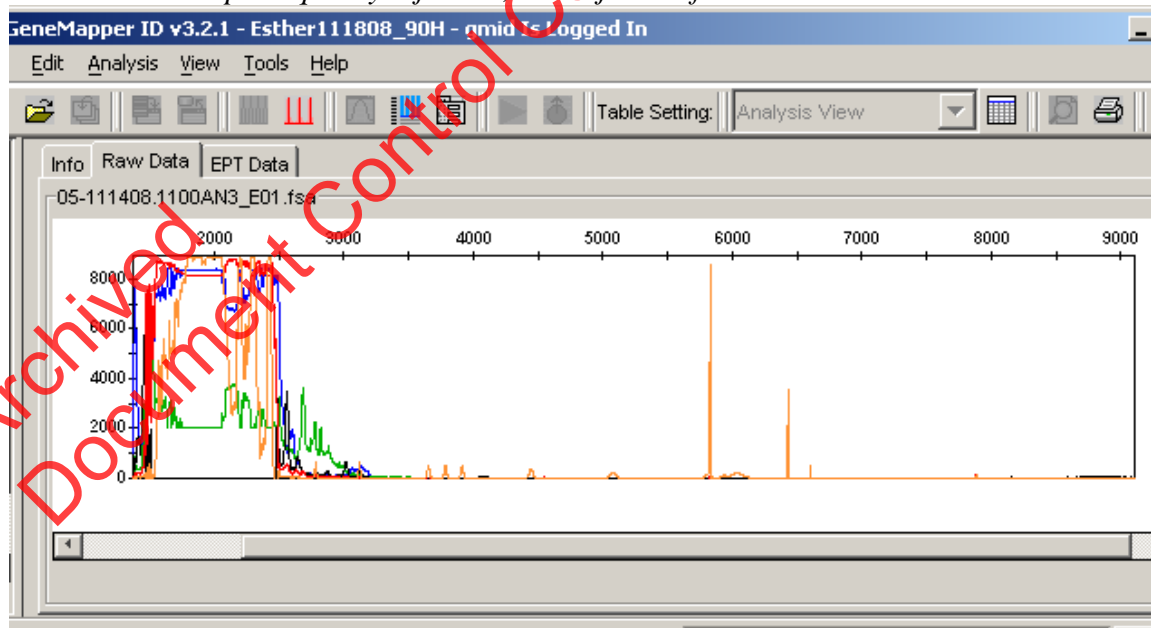 GeneMapper ID v3.2.1 - Esther111808_90H - gmid Is Logged In
Edit Analysis View Tools Help
Table Setting: Analysis View
Info Raw Data EPT Data
05-111408.1100AN3_E01.fsa
2000 3000 4000 5000 6000 7000 8000 9000
8000
6000
4000
2000
0
Archived
Document Control